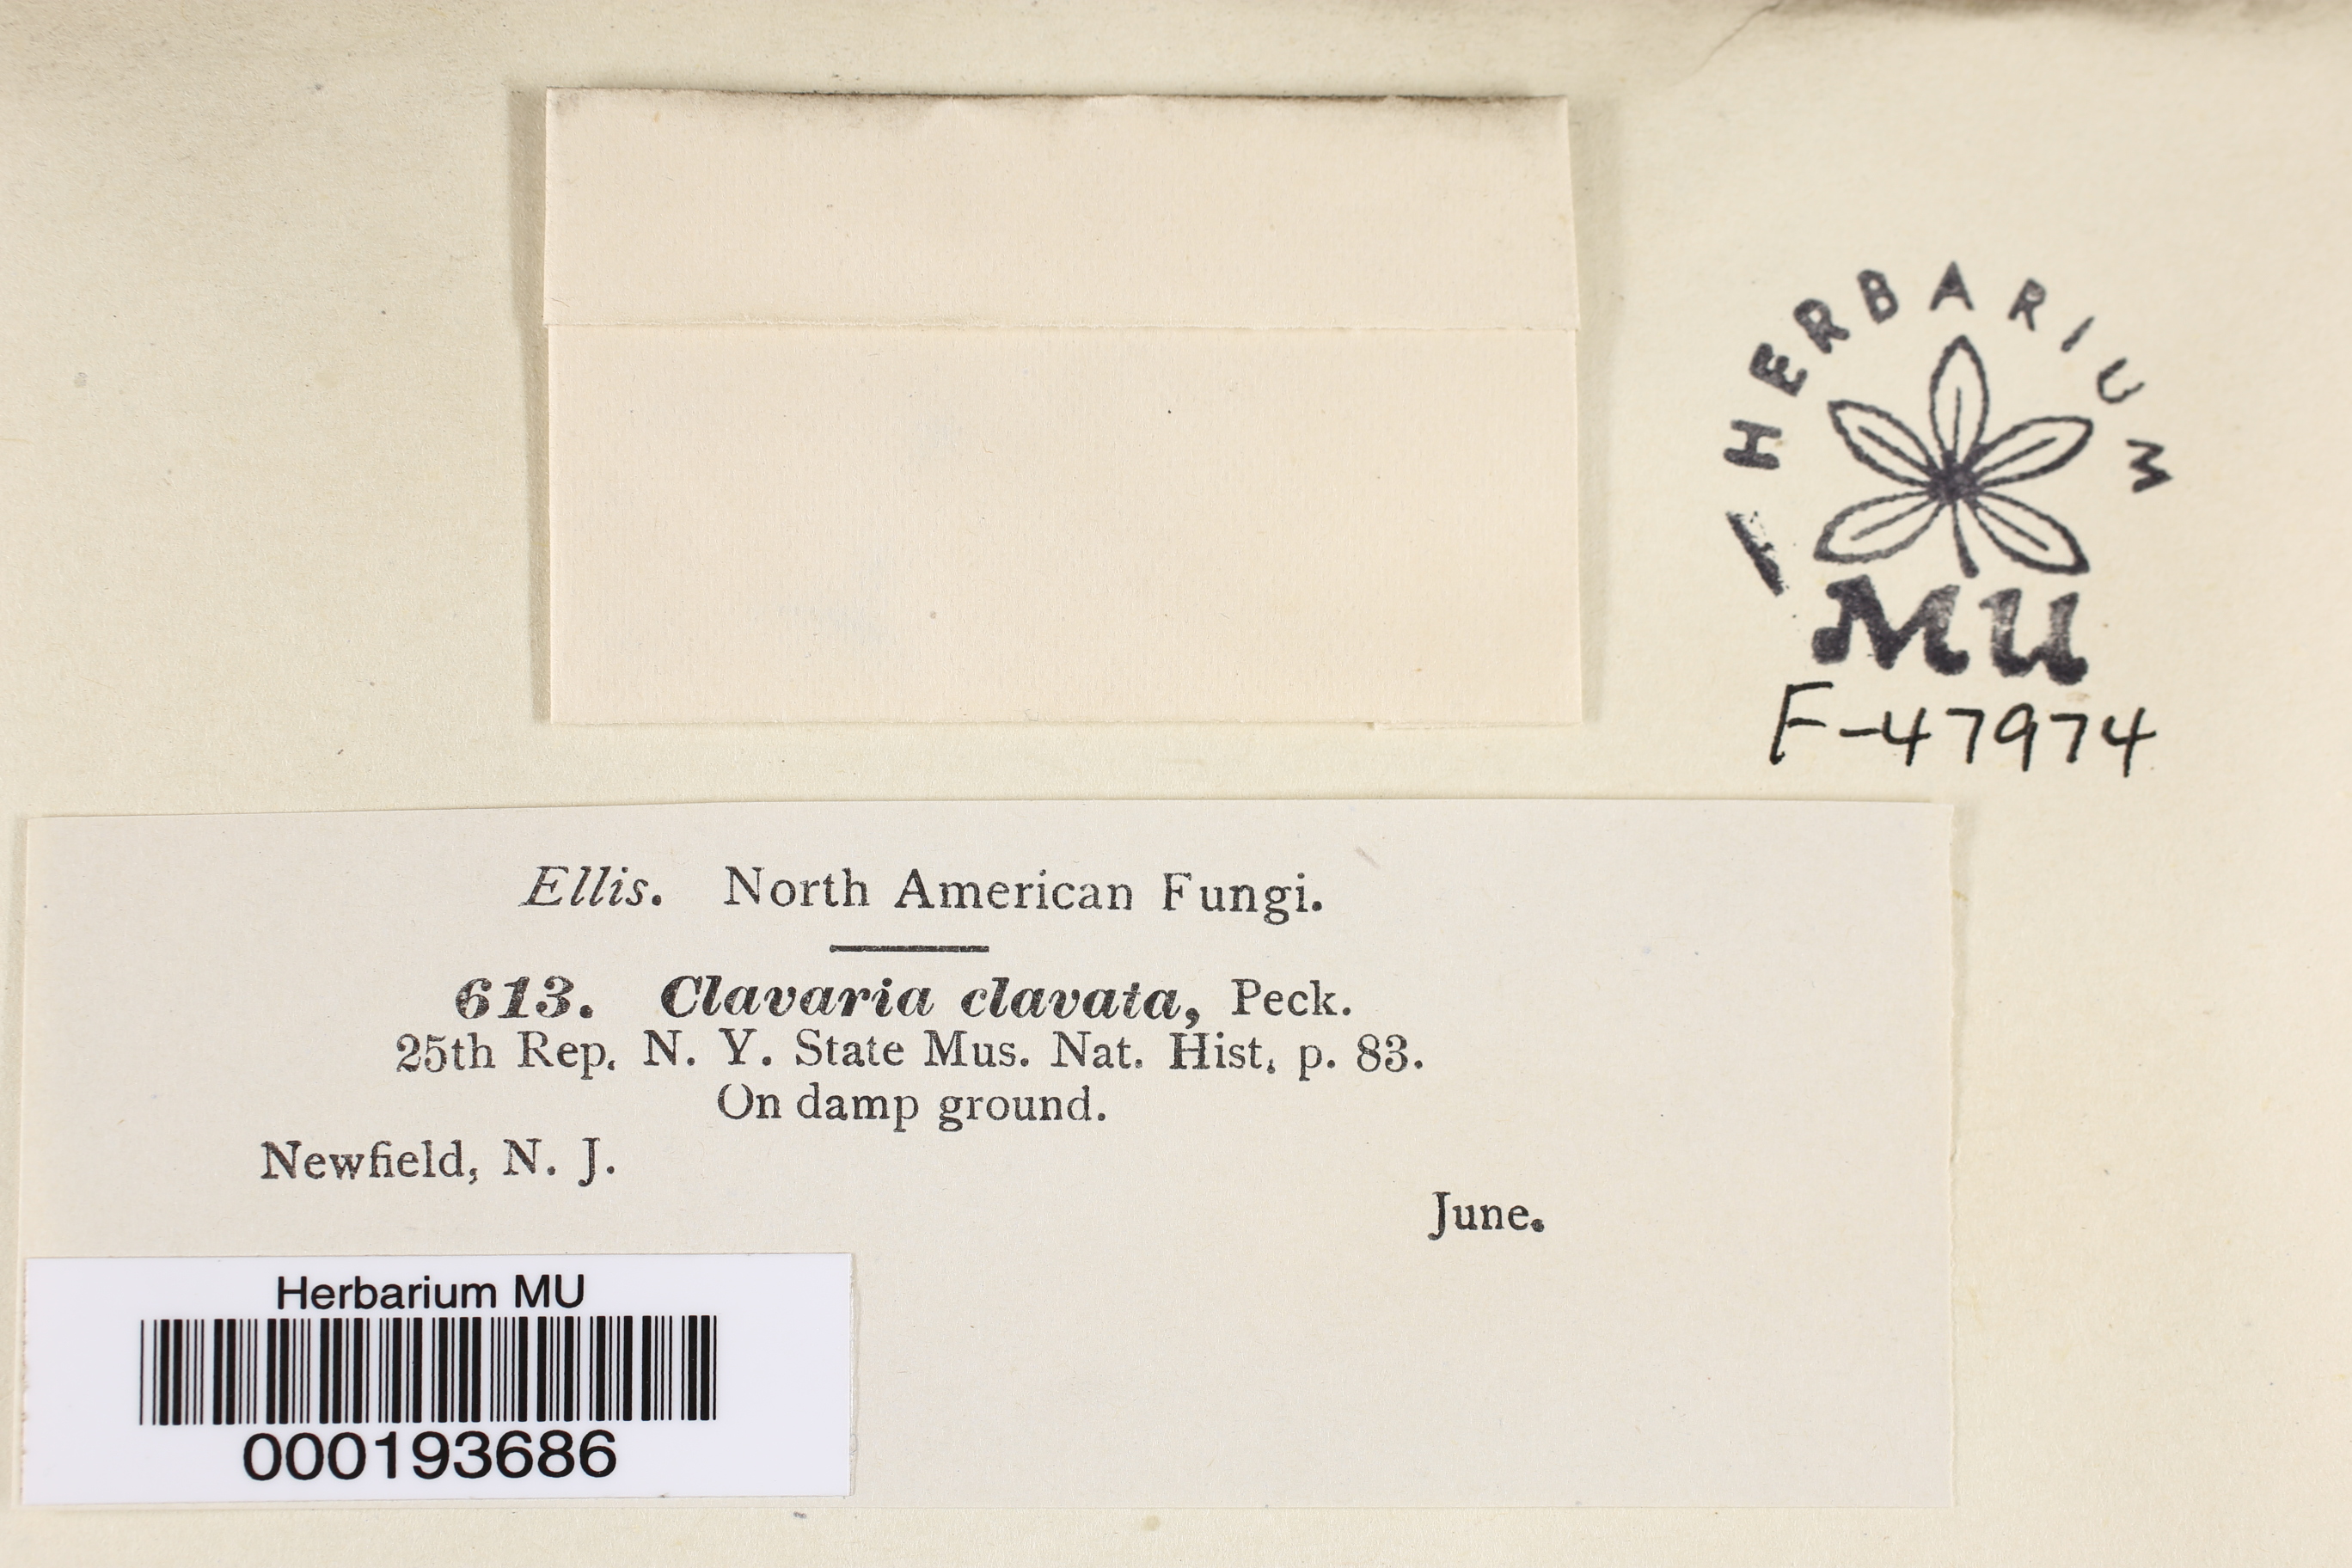 HERBARIUM
MU
F-47974
Ellis. North American Fungi.
613. Clavaria clavata, Peck.
25th Rep. N. Y. State Mus. Nat. Hist. p. 83.
On damp ground.
Newfield, N. J.
June.
Herbarium MU
000193686